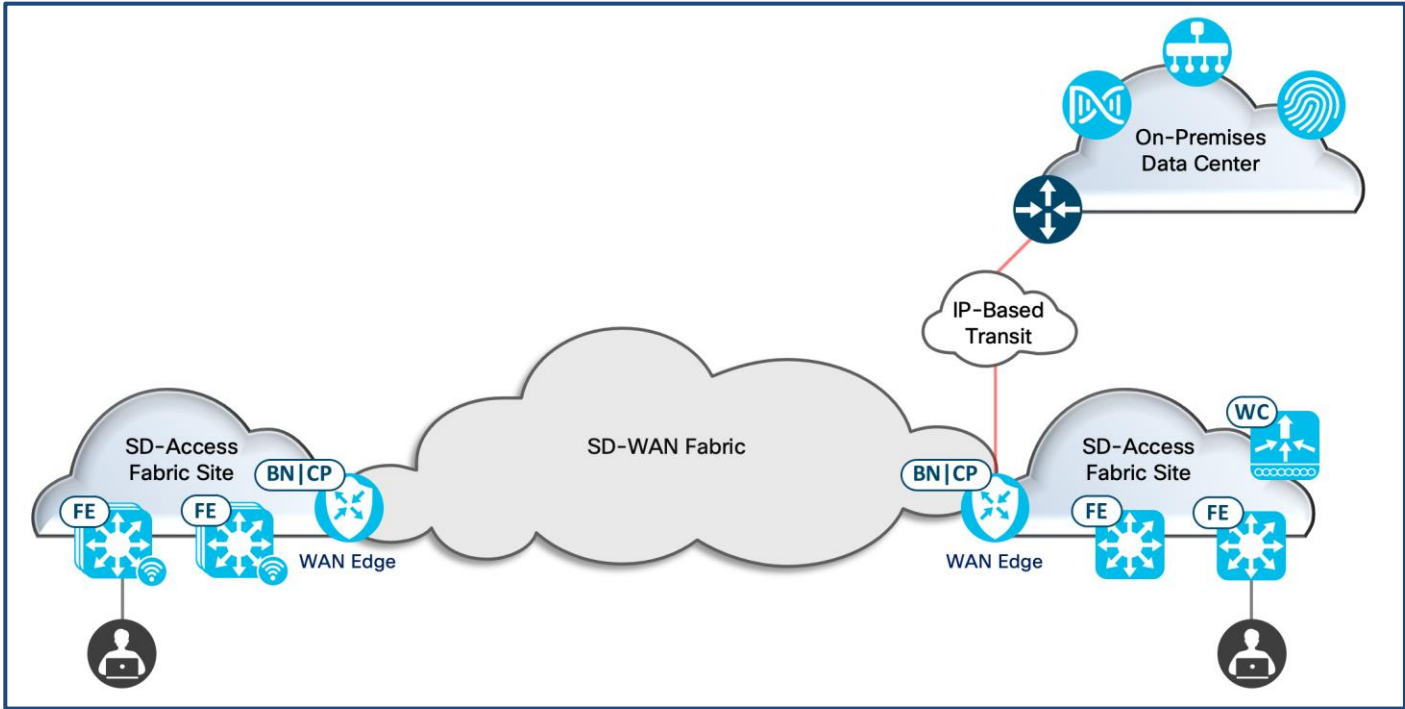 On-Premises
Data Center
IP-Based
Transit
SD-Access
Fabric Site
BN|CP
FE
FE
WAN Edge
SD-WAN Fabric
BN|CP
WAN Edge
SD-Access
Fabric Site
WC
FE
FE